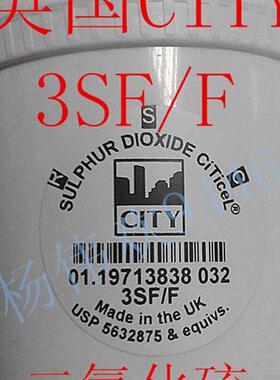 英国CITY
3SF/F
S
R
SULPHUR DIOXIDE CiTiceL®
CITY
01.19713838 032
3SF/F
Made in the UK
USP 5632875 & equivs.
二氧化硫